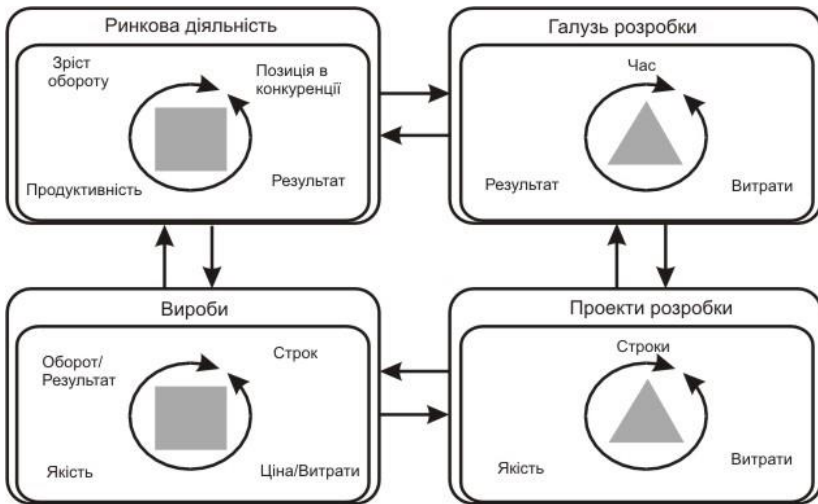 Ринкова діяльність
Зріст
обороту
Позиція в
конкуренції
Продуктивність
Результат
Галузь розробки
Час
Результат
Витрати
Вироби
Оборот/
Результат
Строк
Якість
Ціна/Витрати
Проекти розробки
Строки
Якість
Витрати